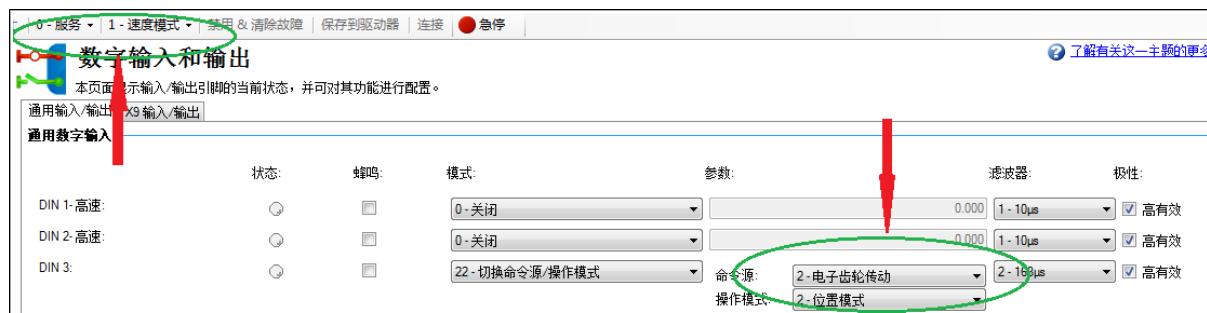 0 - 服务 1 - 速度模式 禁用 & 清除故障 保存到驱动器 连接 急停
数字输入和输出
了解有关这一主题的更多
本页面显示输入/输出引脚的当前状态，并可对其功能进行配置。
通用输入/输出 X9 输入/输出
通用数字输入
状态: 蜂鸣: 模式: 参数: 滤波器: 极性:
DIN 1-高速: 0 - 关闭 0.000 1 - 10µs 高有效
DIN 2-高速: 0 - 关闭 0.000 1 - 10µs 高有效
DIN 3: 22 - 切换命令源/操作模式 命令源: 2 - 电子齿轮传动 2 - 163µs 高有效
操作模式: 2 - 位置模式